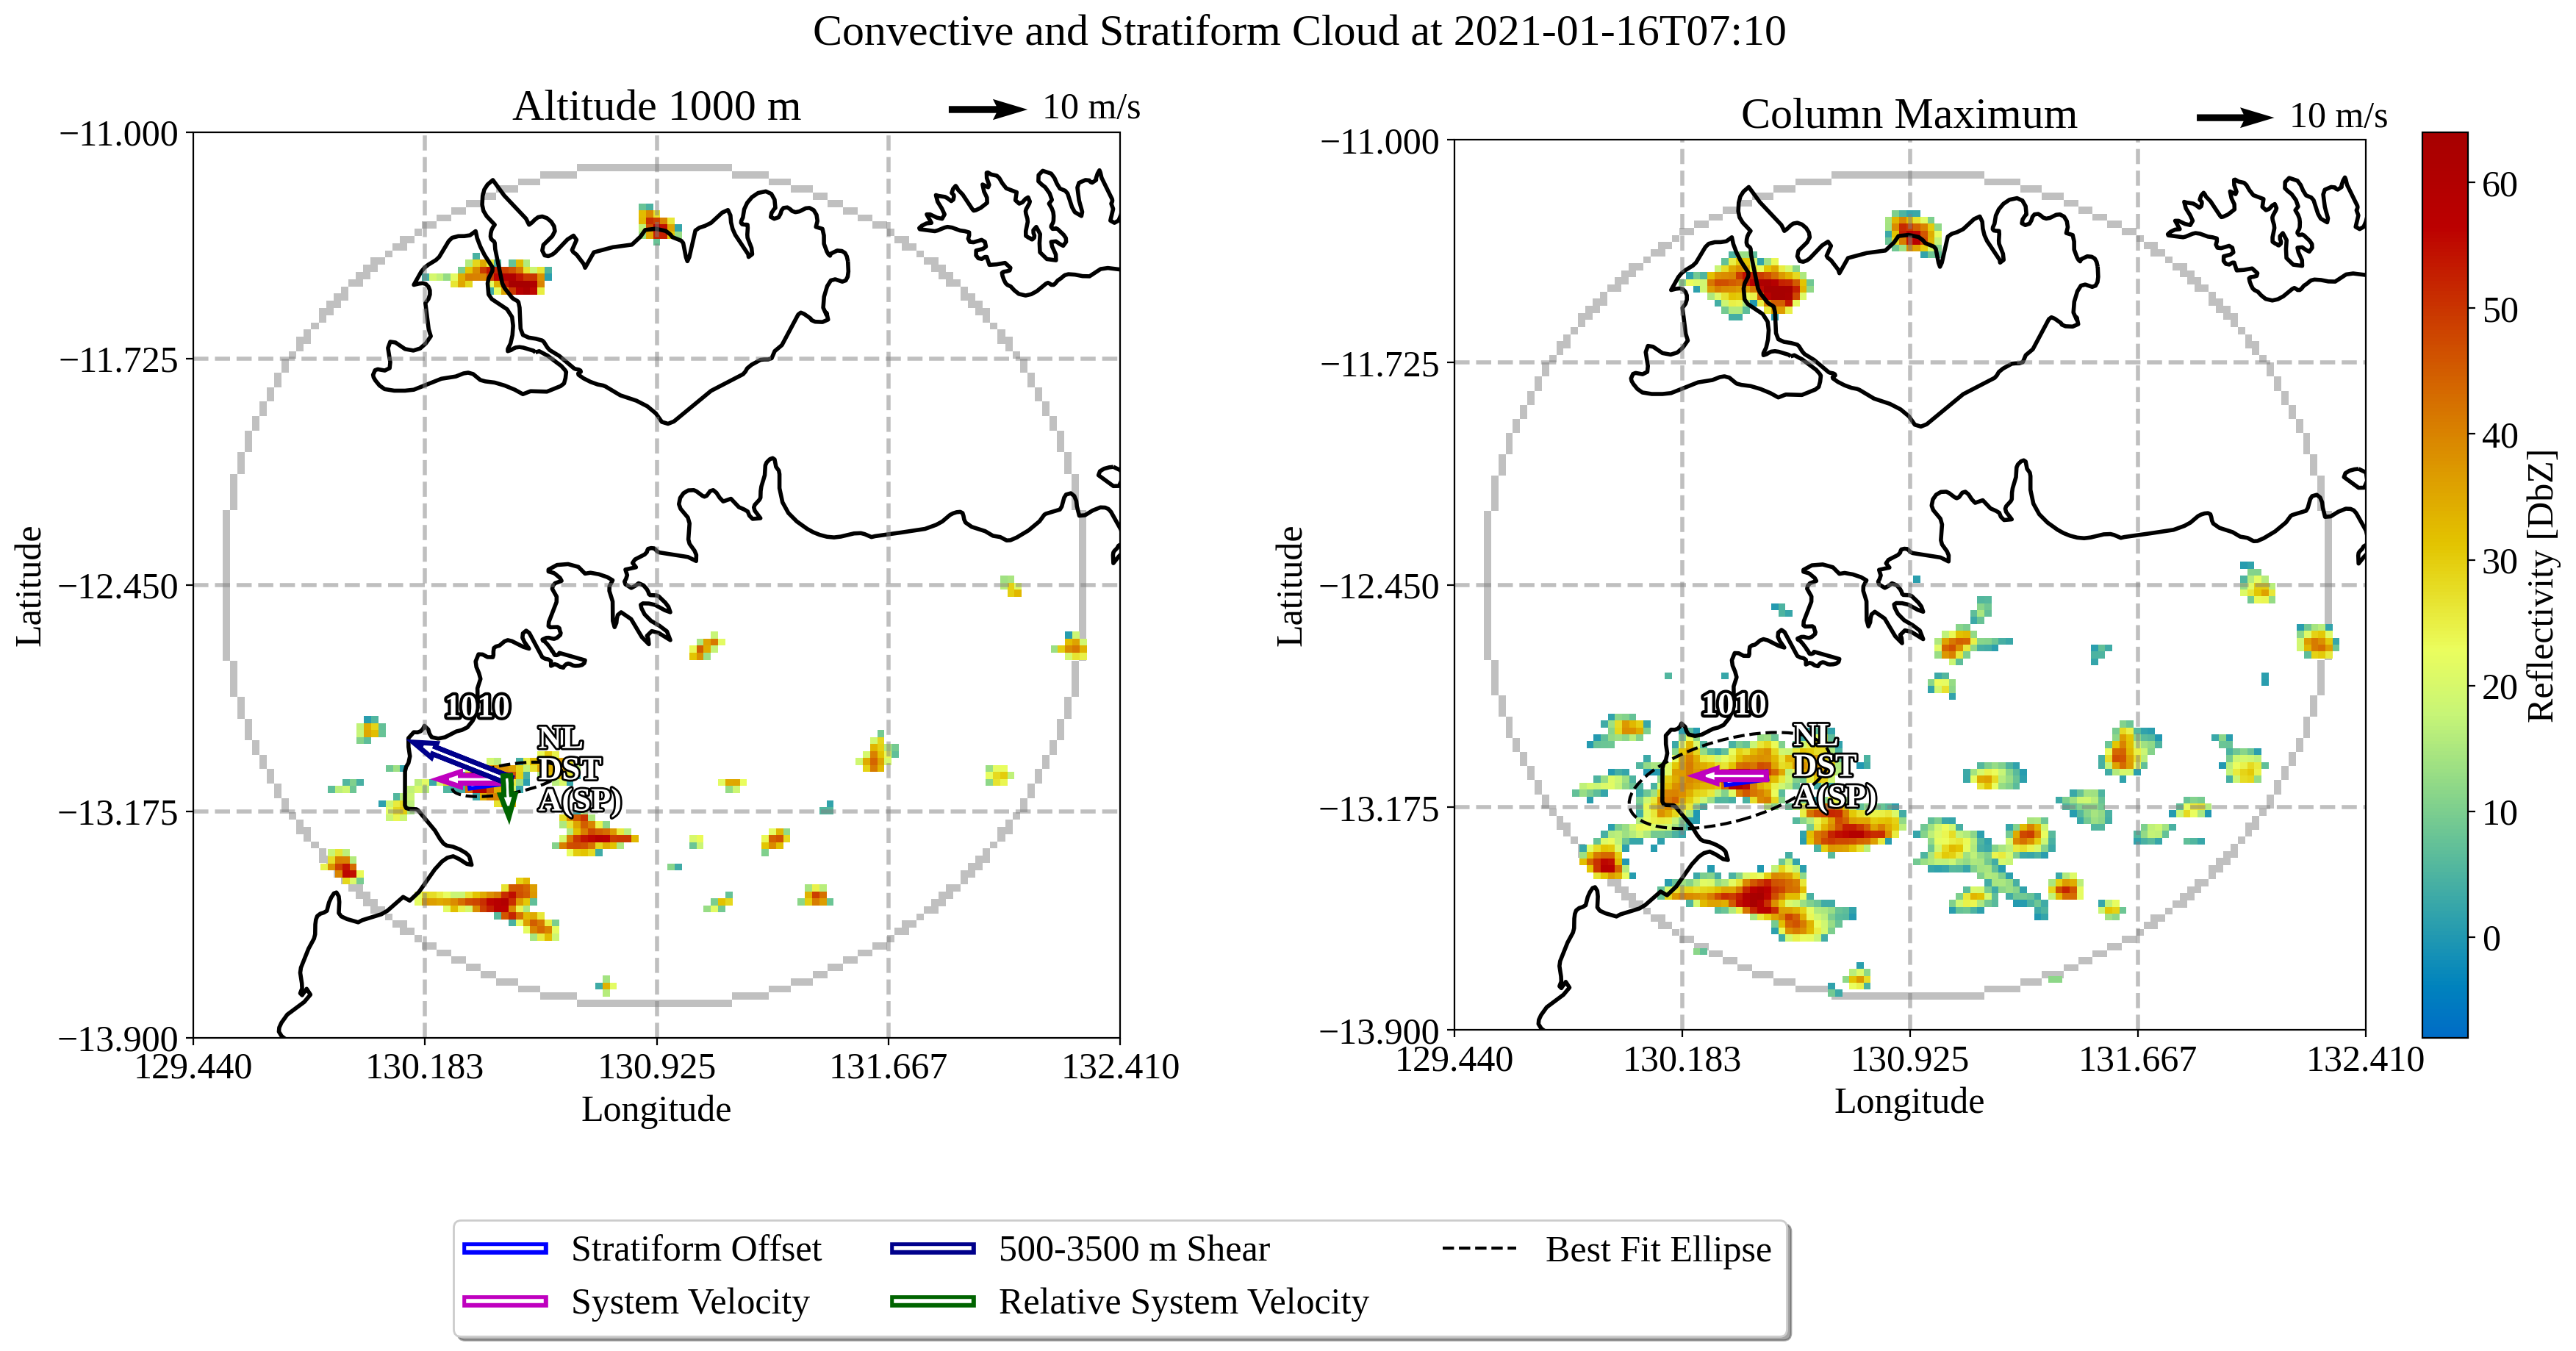 Convective and Stratiform Cloud at 2021-01-16T07:10
Altitude 1000 m
10 m/s
−11.000
−11.725
−12.450
−13.175
−13.900
Latitude
129.440
130.183
130.925
131.667
132.410
Longitude
1010
NL
DST
A(SP)
Column Maximum
10 m/s
−11.000
−11.725
−12.450
−13.175
−13.900
Latitude
129.440
130.183
130.925
131.667
132.410
Longitude
1010
NL
DST
A(SP)
60
50
40
30
20
10
0
Reflectivity [DbZ]
Stratiform Offset
System Velocity
500-3500 m Shear
Relative System Velocity
Best Fit Ellipse